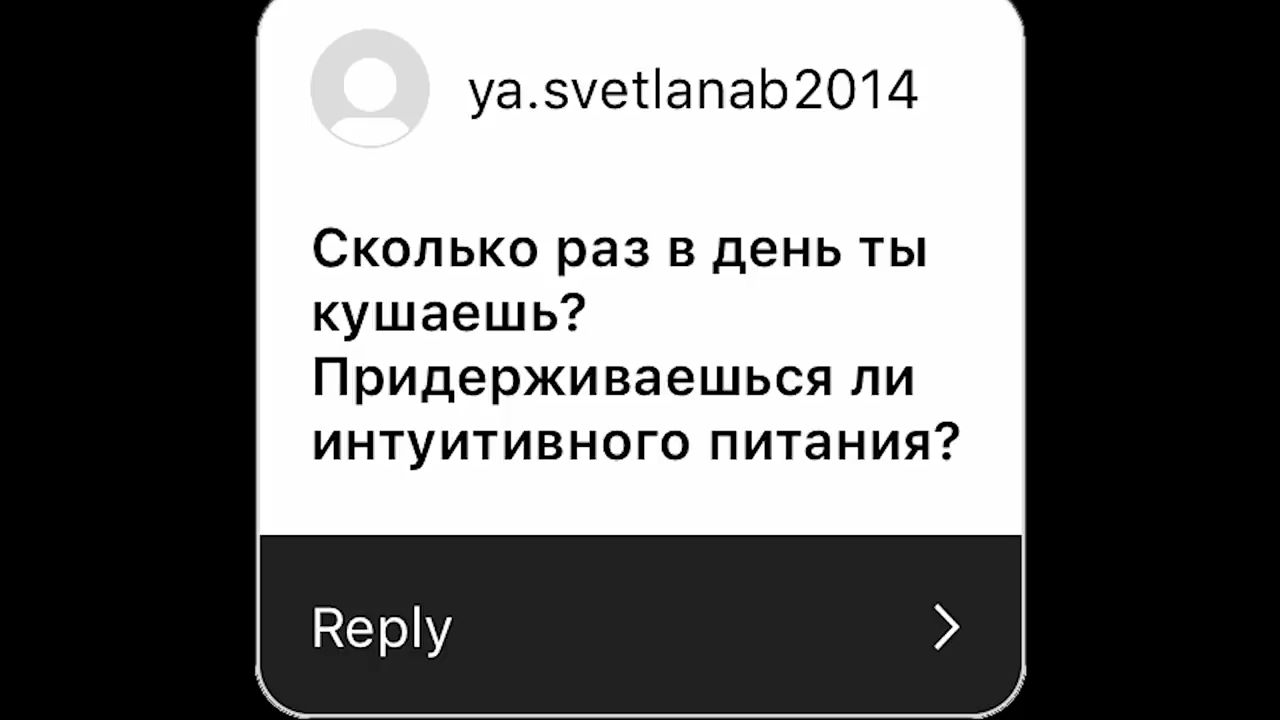 ya.svetlanab2014
Сколько раз в день ты
кушаешь?
Придерживаешься ли
интуитивного питания?
Reply